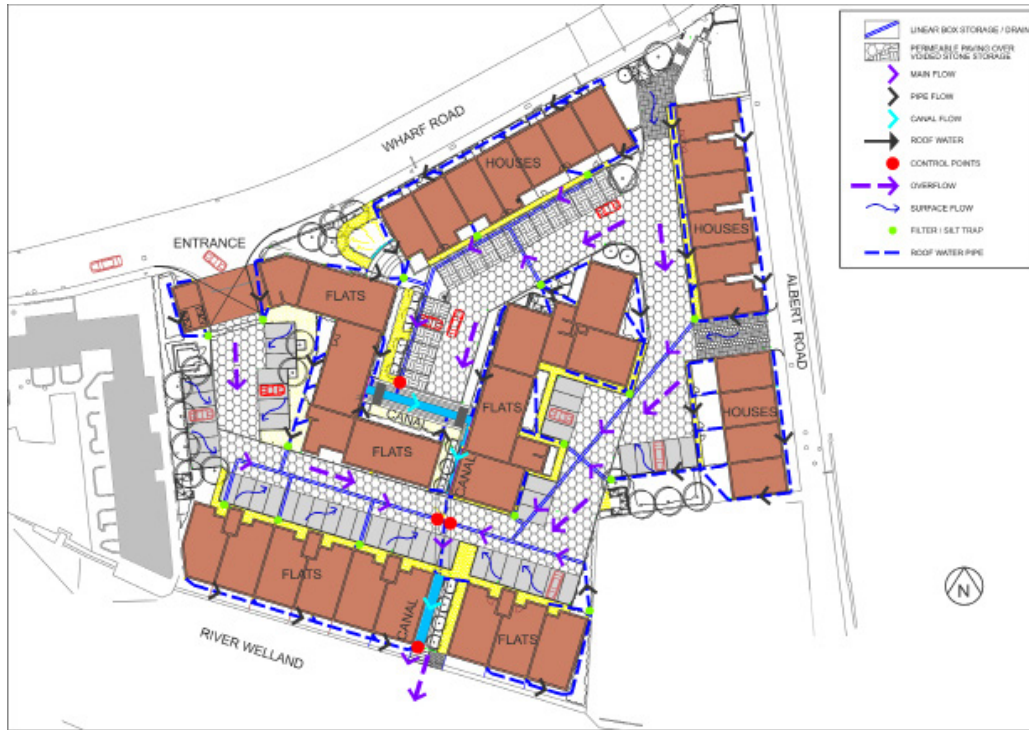 LINEAR BOX STORAGE / DRAIN
PERMEABLE PAVING OVER
VOIDED STONE STORAGE
MAIN FLOW
PIPE FLOW
CANAL FLOW
ROOF WATER
CONTROL POINTS
OVERFLOW
SURFACE FLOW
FILTER / SILT TRAP
ROOF WATER PIPE
WHARF ROAD
HOUSES
ENTRANCE
HOUSES
FLATS
ALBERT ROAD
FLATS
HOUSES
CANAL
FLATS
CANAL
FLATS
CANAL
FLATS
RIVER WELLAND
N